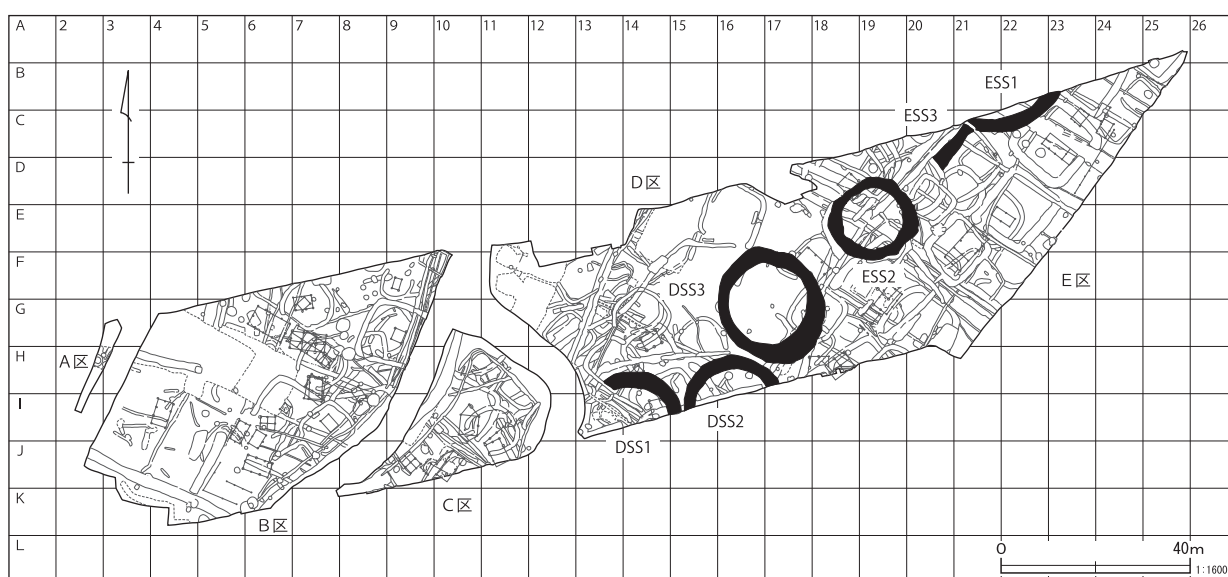 A 2 3 4 5 6 7 8 9 10 11 12 13 14 15 16 17 18 19 20 21 22 23 24 25 26
B
ESS1
C
ESS3
D
D区
E
F
ESS2
E区
DSS3
G
H
A区
I
DSS2
DSS1
J
K
C区
B区
L
0 40m
1:1600